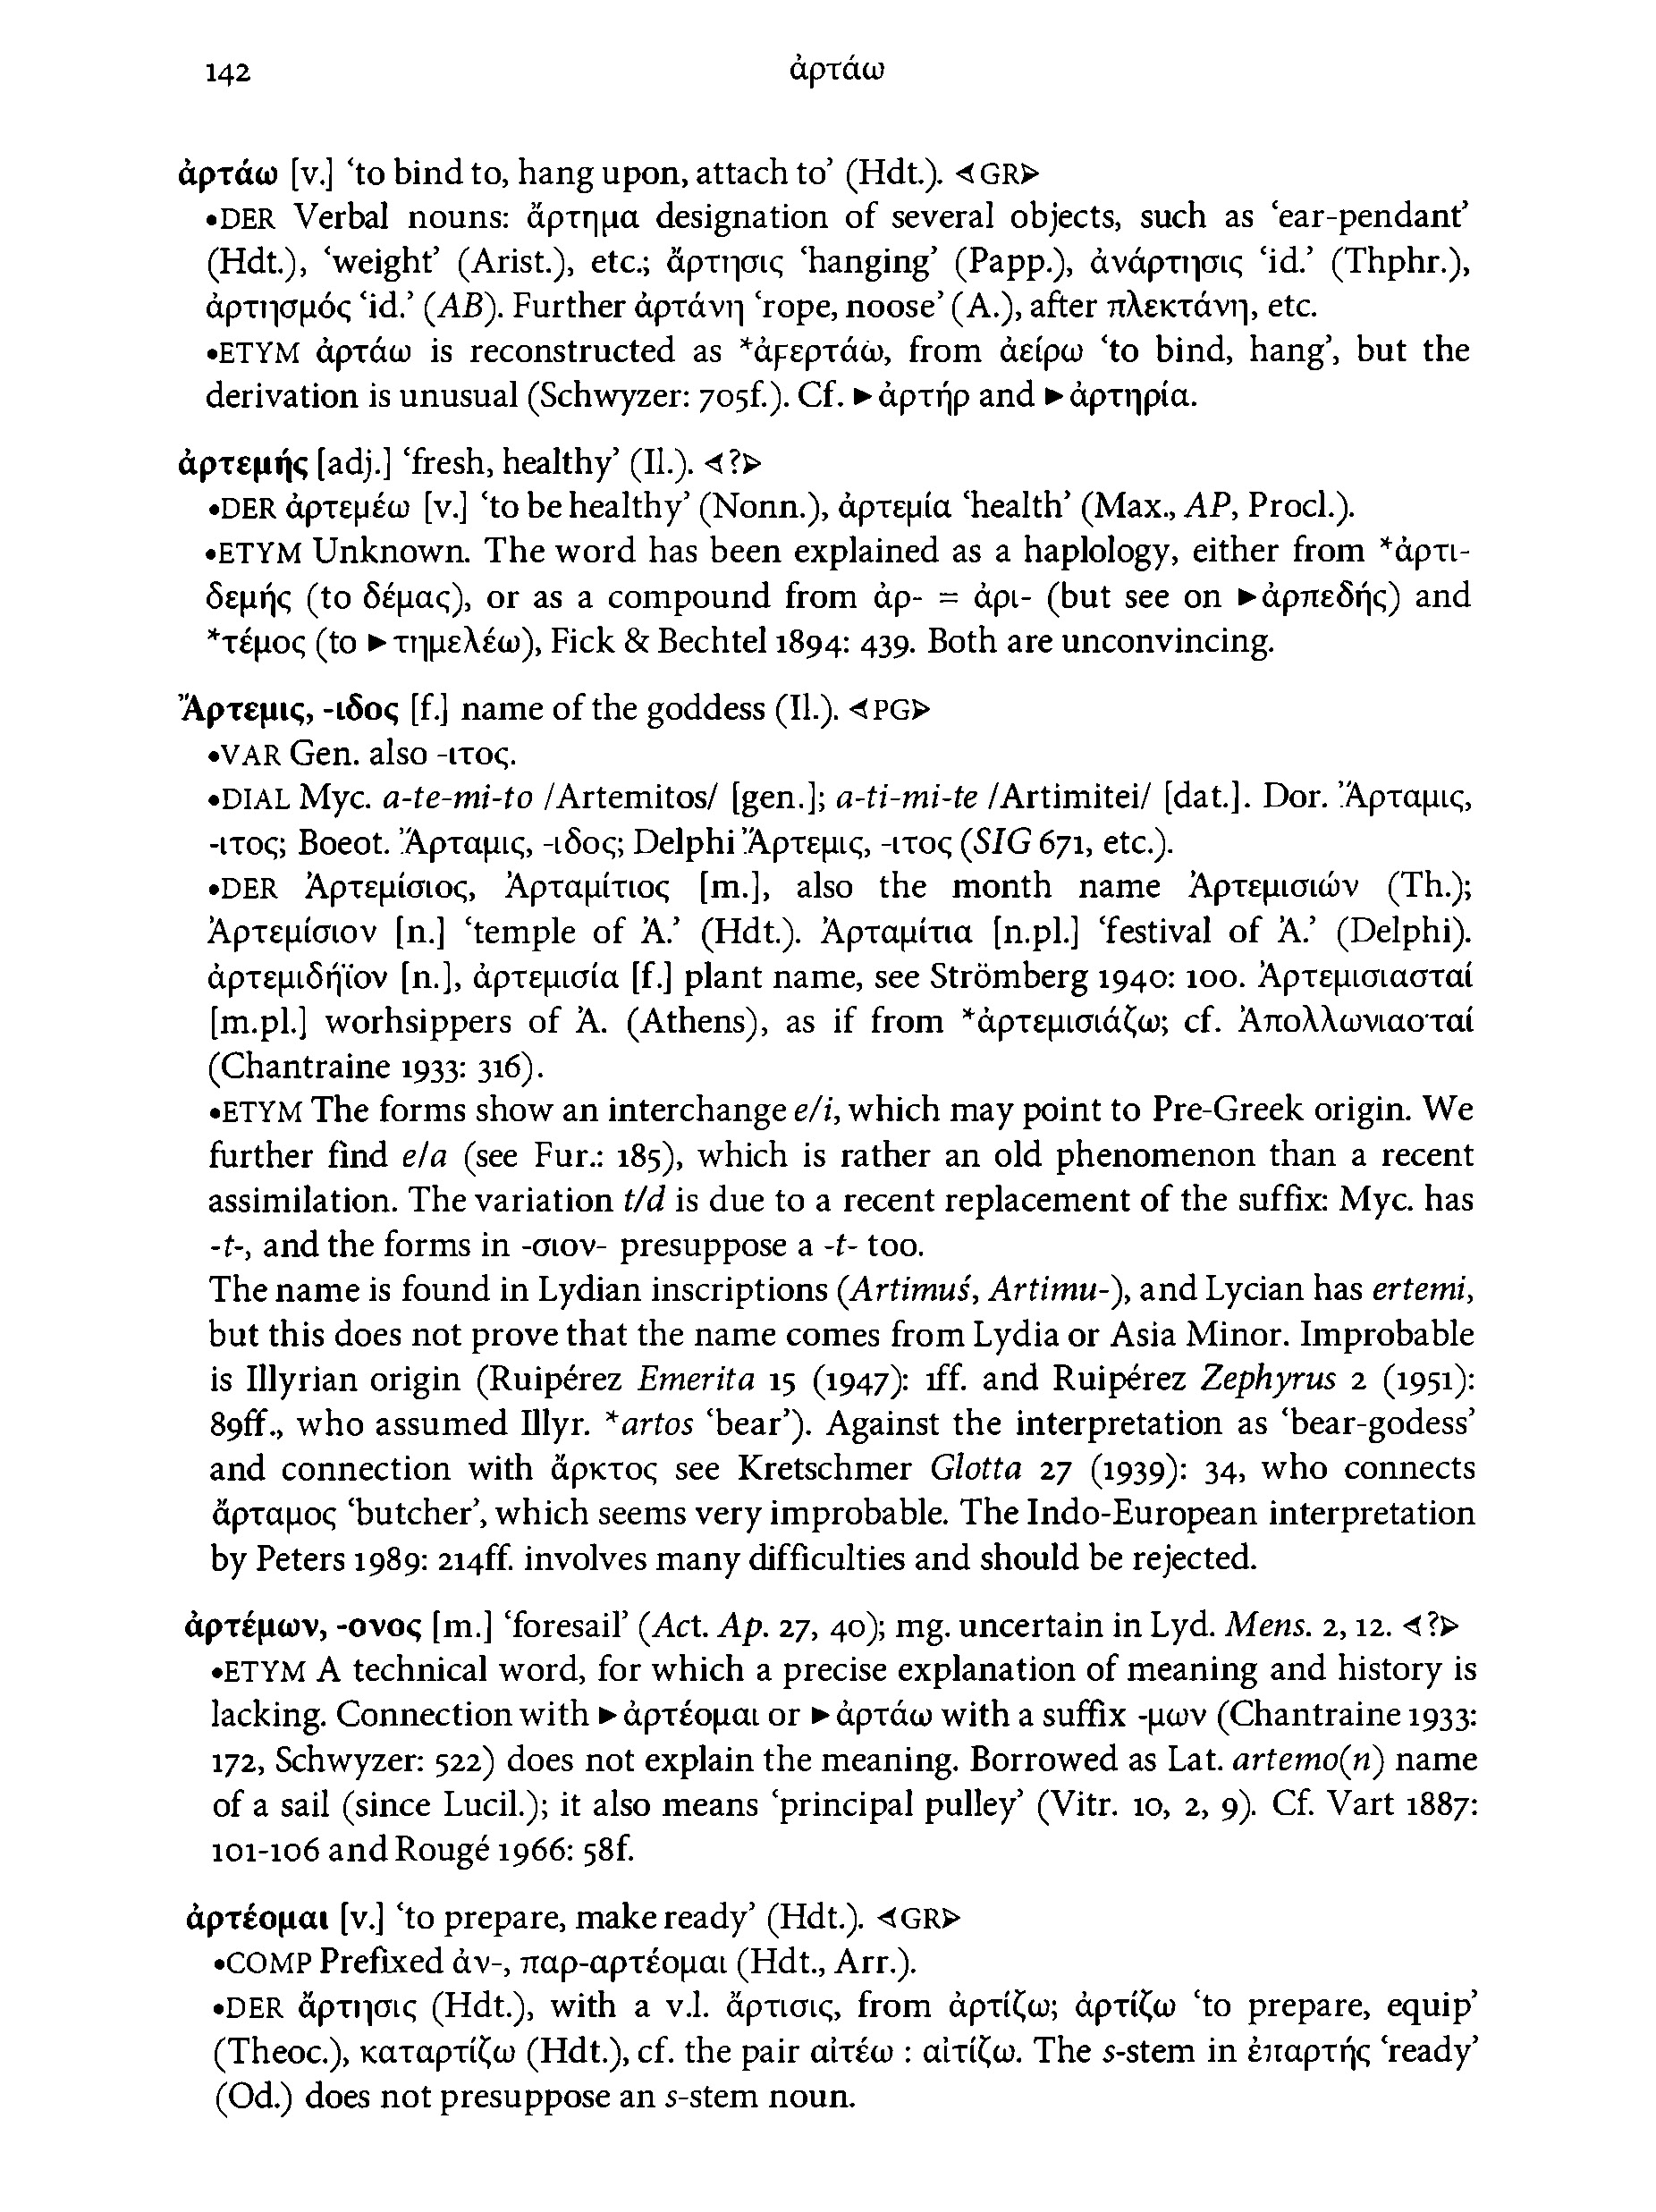 142
ἀρτάω
ἀρτάω [v.] ‘to bind to, hang upon, attach to’ (Hdt.). ◁GR▷
•DER Verbal nouns: ἄρτημα designation of several objects, such as ‘ear-pendant’
(Hdt.), ‘weight’ (Arist.), etc.; ἄρτησις ‘hanging’ (Papp.), ἀνάρτησις ‘id.’ (Thphr.),
ἀρτησμός ‘id.’ (AB). Further ἀρτάνη ‘rope, noose’ (A.), after πλεκτάνη, etc.
•ETYM ἀρτάω is reconstructed as *ἀϝερτάω, from ἀείρω ‘to bind, hang’, but the
derivation is unusual (Schwyzer: 705f.). Cf. ►ἀρτήρ and ►ἀρτηρία.
ἀρτεμής [adj.] ‘fresh, healthy’ (Il.). ◁?▷
•DER ἀρτεμέω [v.] ‘to be healthy’ (Nonn.), ἀρτεμία ‘health’ (Max., AP, Procl.).
•ETYM Unknown. The word has been explained as a haplology, either from *ἀρτι-
δεμής (to δέμας), or as a compound from ἀρ- = ἀρι- (but see on ►ἀρπεδής) and
*τέμος (to ►τημελέω), Fick & Bechtel 1894: 439. Both are unconvincing.
Ἄρτεμις, -ιδος [f.] name of the goddess (Il.). ◁PG▷
•VAR Gen. also -ιτος.
•DIAL Myc. a-te-mi-to /Artemitos/ [gen.]; a-ti-mi-te /Artimitei/ [dat.]. Dor. Ἄρταμις,
-ιτος; Boeot. Ἄρταμις, -ιδος; Delphi Ἄρτεμις, -ιτος (SIG 671, etc.).
•DER Ἀρτεμίσιος, Ἀρταμίτιος [m.], also the month name Ἀρτεμισιών (Th.);
Ἀρτεμίσιον [n.] ‘temple of Ἀ.’ (Hdt.). Ἀρταμίτια [n.pl.] ‘festival of Ἀ.’ (Delphi).
ἀρτεμιδήϊον [n.], ἀρτεμισία [f.] plant name, see Strömberg 1940: 100. Ἀρτεμισιασταί
[m.pl.] worhsippers of Ἀ. (Athens), as if from *ἀρτεμισιάζω; cf. Ἀπολλωνιασταί
(Chantraine 1933: 316).
•ETYM The forms show an interchange e/i, which may point to Pre-Greek origin. We
further find e/a (see Fur.: 185), which is rather an old phenomenon than a recent
assimilation. The variation t/d is due to a recent replacement of the suffix: Myc. has
-t-, and the forms in -σιον- presuppose a -t- too.
The name is found in Lydian inscriptions (Artimuś, Artimu-), and Lycian has ertemi,
but this does not prove that the name comes from Lydia or Asia Minor. Improbable
is Illyrian origin (Ruipérez Emerita 15 (1947): 1ff. and Ruipérez Zephyrus 2 (1951):
89ff., who assumed Illyr. *artos ‘bear’). Against the interpretation as ‘bear-godess’
and connection with ἄρκτος see Kretschmer Glotta 27 (1939): 34, who connects
ἄρταμος ‘butcher’, which seems very improbable. The Indo-European interpretation
by Peters 1989: 214ff. involves many difficulties and should be rejected.
ἀρτέμων, -ονος [m.] ‘foresail’ (Act. Ap. 27, 40); mg. uncertain in Lyd. Mens. 2, 12. ◁?▷
•ETYM A technical word, for which a precise explanation of meaning and history is
lacking. Connection with ►ἀρτέομαι or ►ἀρτάω with a suffix -μων (Chantraine 1933:
172, Schwyzer: 522) does not explain the meaning. Borrowed as Lat. artemo(n) name
of a sail (since Lucil.); it also means ‘principal pulley’ (Vitr. 10, 2, 9). Cf. Vart 1887:
101-106 and Rougé 1966: 58f.
ἀρτέομαι [v.] ‘to prepare, make ready’ (Hdt.). ◁GR▷
•COMP Prefixed ἀν-, παρ-αρτέομαι (Hdt., Arr.).
•DER ἄρτησις (Hdt.), with a v.l. ἄρτισις, from ἀρτίζω; ἀρτίζω ‘to prepare, equip’
(Theoc.), καταρτίζω (Hdt.), cf. the pair αἰτέω : αἰτίζω. The s-stem in ἐπαρτής ‘ready’
(Od.) does not presuppose an s-stem noun.